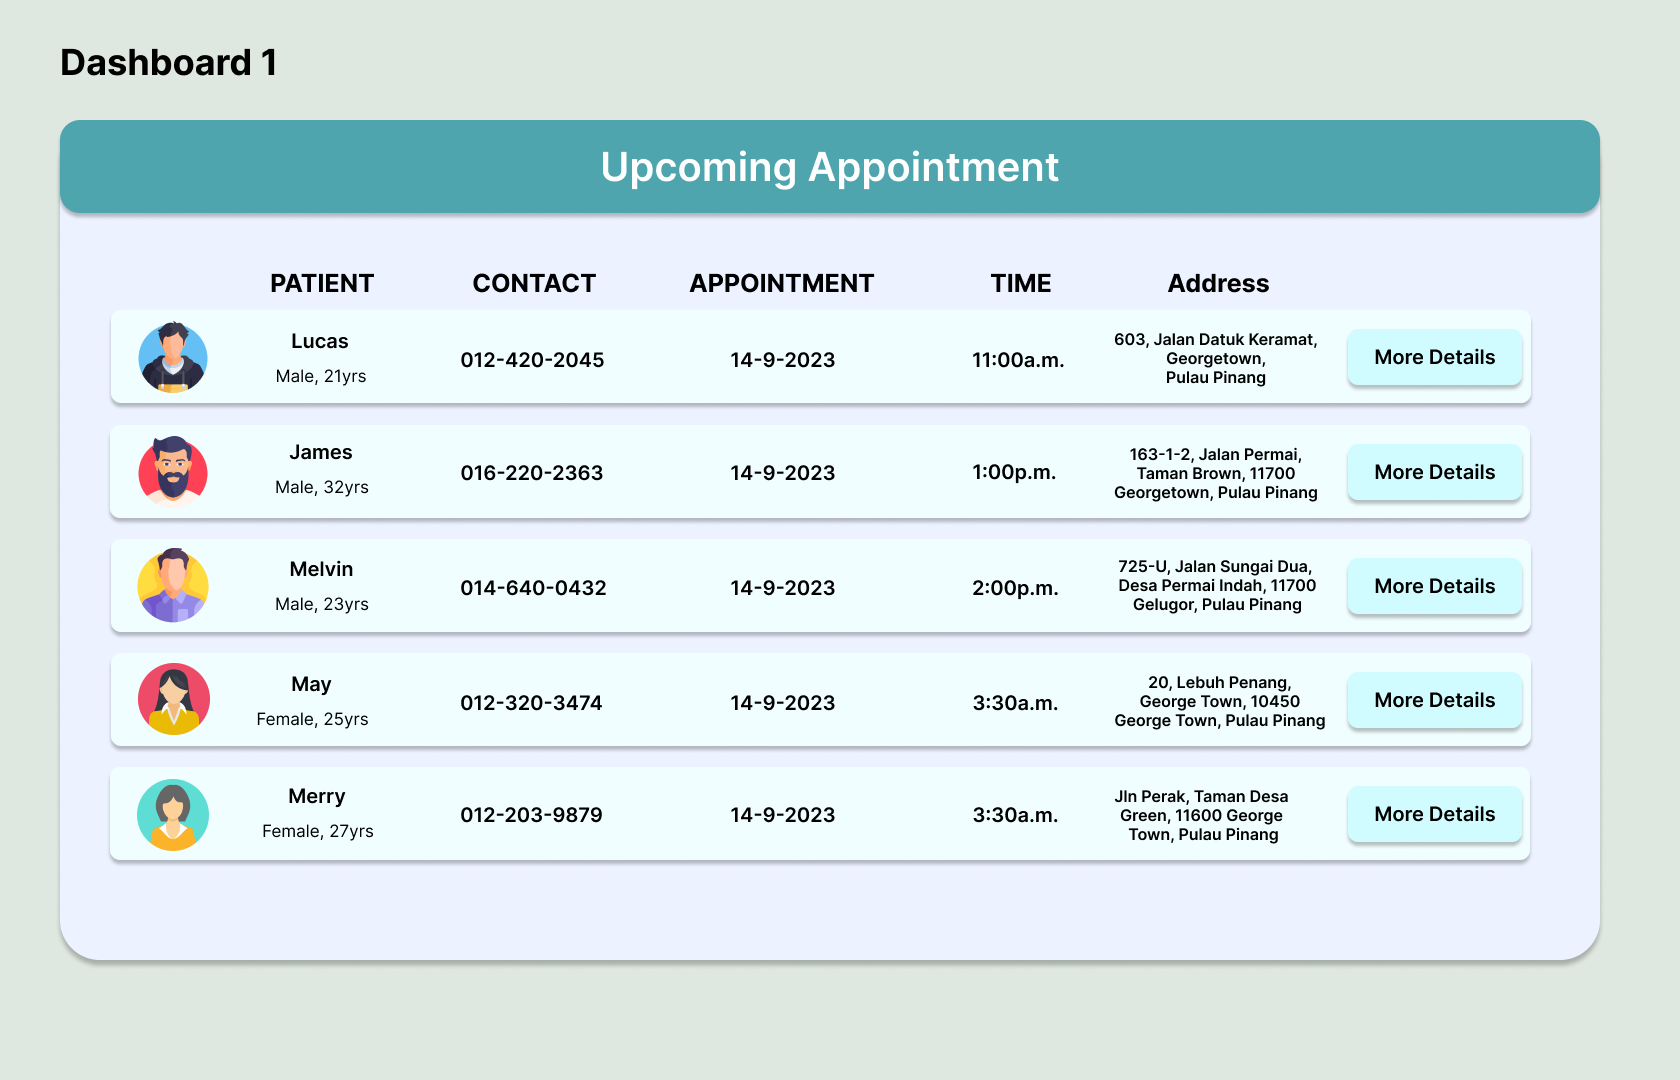 Dashboard 1
Upcoming Appointment
PATIENT CONTACT APPOINTMENT TIME Address
Lucas
Male, 21yrs
012-420-2045
14-9-2023
11:00a.m.
603, Jalan Datuk Keramat,
Georgetown,
Pulau Pinang
More Details
James
Male, 32yrs
016-220-2363
14-9-2023
1:00p.m.
163-1-2, Jalan Permai,
Taman Brown, 11700
Georgetown, Pulau Pinang
More Details
Melvin
Male, 23yrs
014-640-0432
14-9-2023
2:00p.m.
725-U, Jalan Sungai Dua,
Desa Permai Indah, 11700
Gelugor, Pulau Pinang
More Details
May
Female, 25yrs
012-320-3474
14-9-2023
3:30a.m.
20, Lebuh Penang,
George Town, 10450
George Town, Pulau Pinang
More Details
Merry
Female, 27yrs
012-203-9879
14-9-2023
3:30a.m.
Jln Perak, Taman Desa
Green, 11600 George
Town, Pulau Pinang
More Details